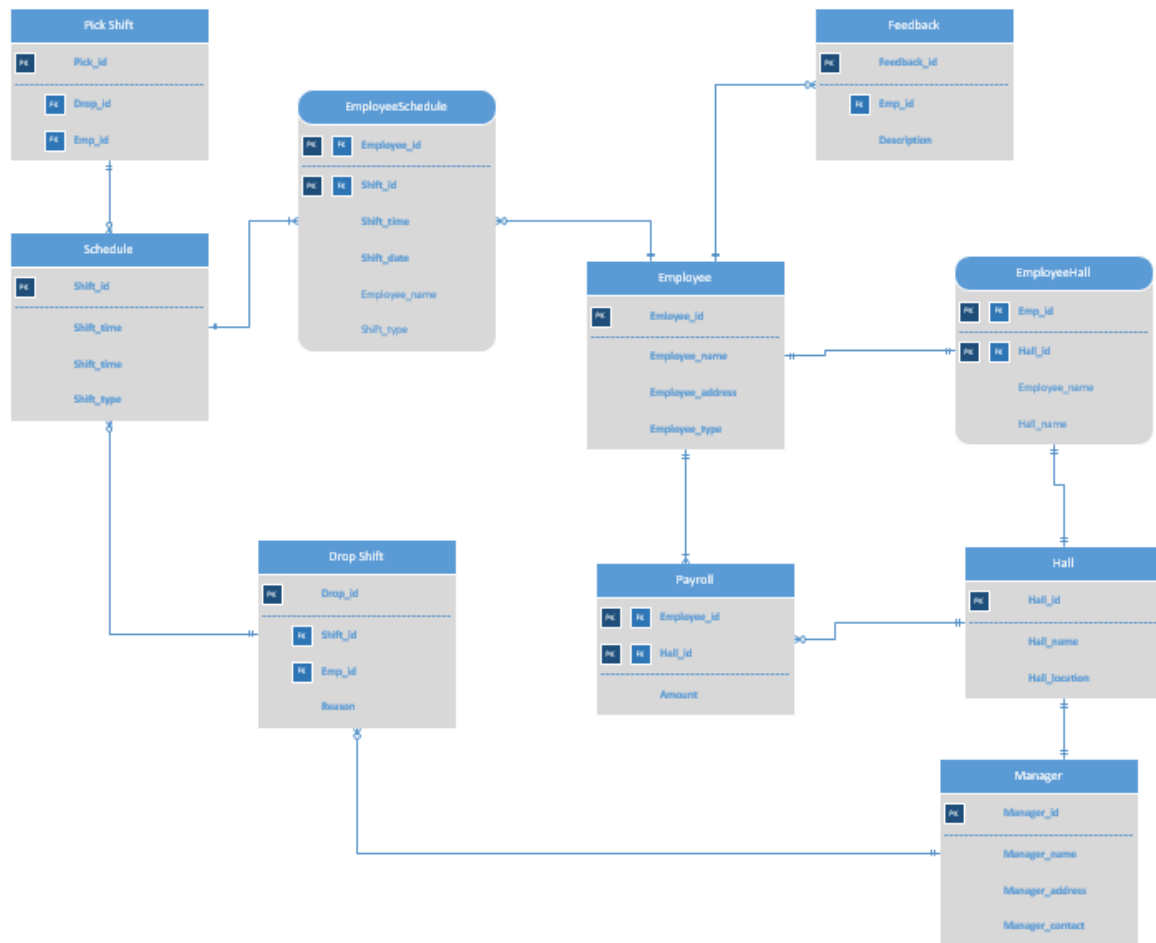 Pick Shift
PK Pick_id
FK Drop_id
FK Emp_id
Feedback
PK Feedback_id
FK Emp_id
Description
EmployeeSchedule
PK FK Employee_id
PK FK Shift_id
Shift_time
Shift_date
Employee_name
Shift_type
Schedule
PK Shift_id
Shift_time
Shift_time
Shift_type
Employee
PK Emloyee_id
Employee_name
Employee_address
Employee_type
EmployeeHall
PK FK Emp_id
PK FK Hall_id
Employee_name
Hall_name
Drop Shift
PK Drop_id
FK Shift_id
FK Emp_id
Reason
Payroll
PK FK Employee_id
PK FK Hall_id
Amount
Hall
PK Hall_id
Hall_name
Hall_location
Manager
PK Manager_id
Manager_name
Manager_address
Manager_contact